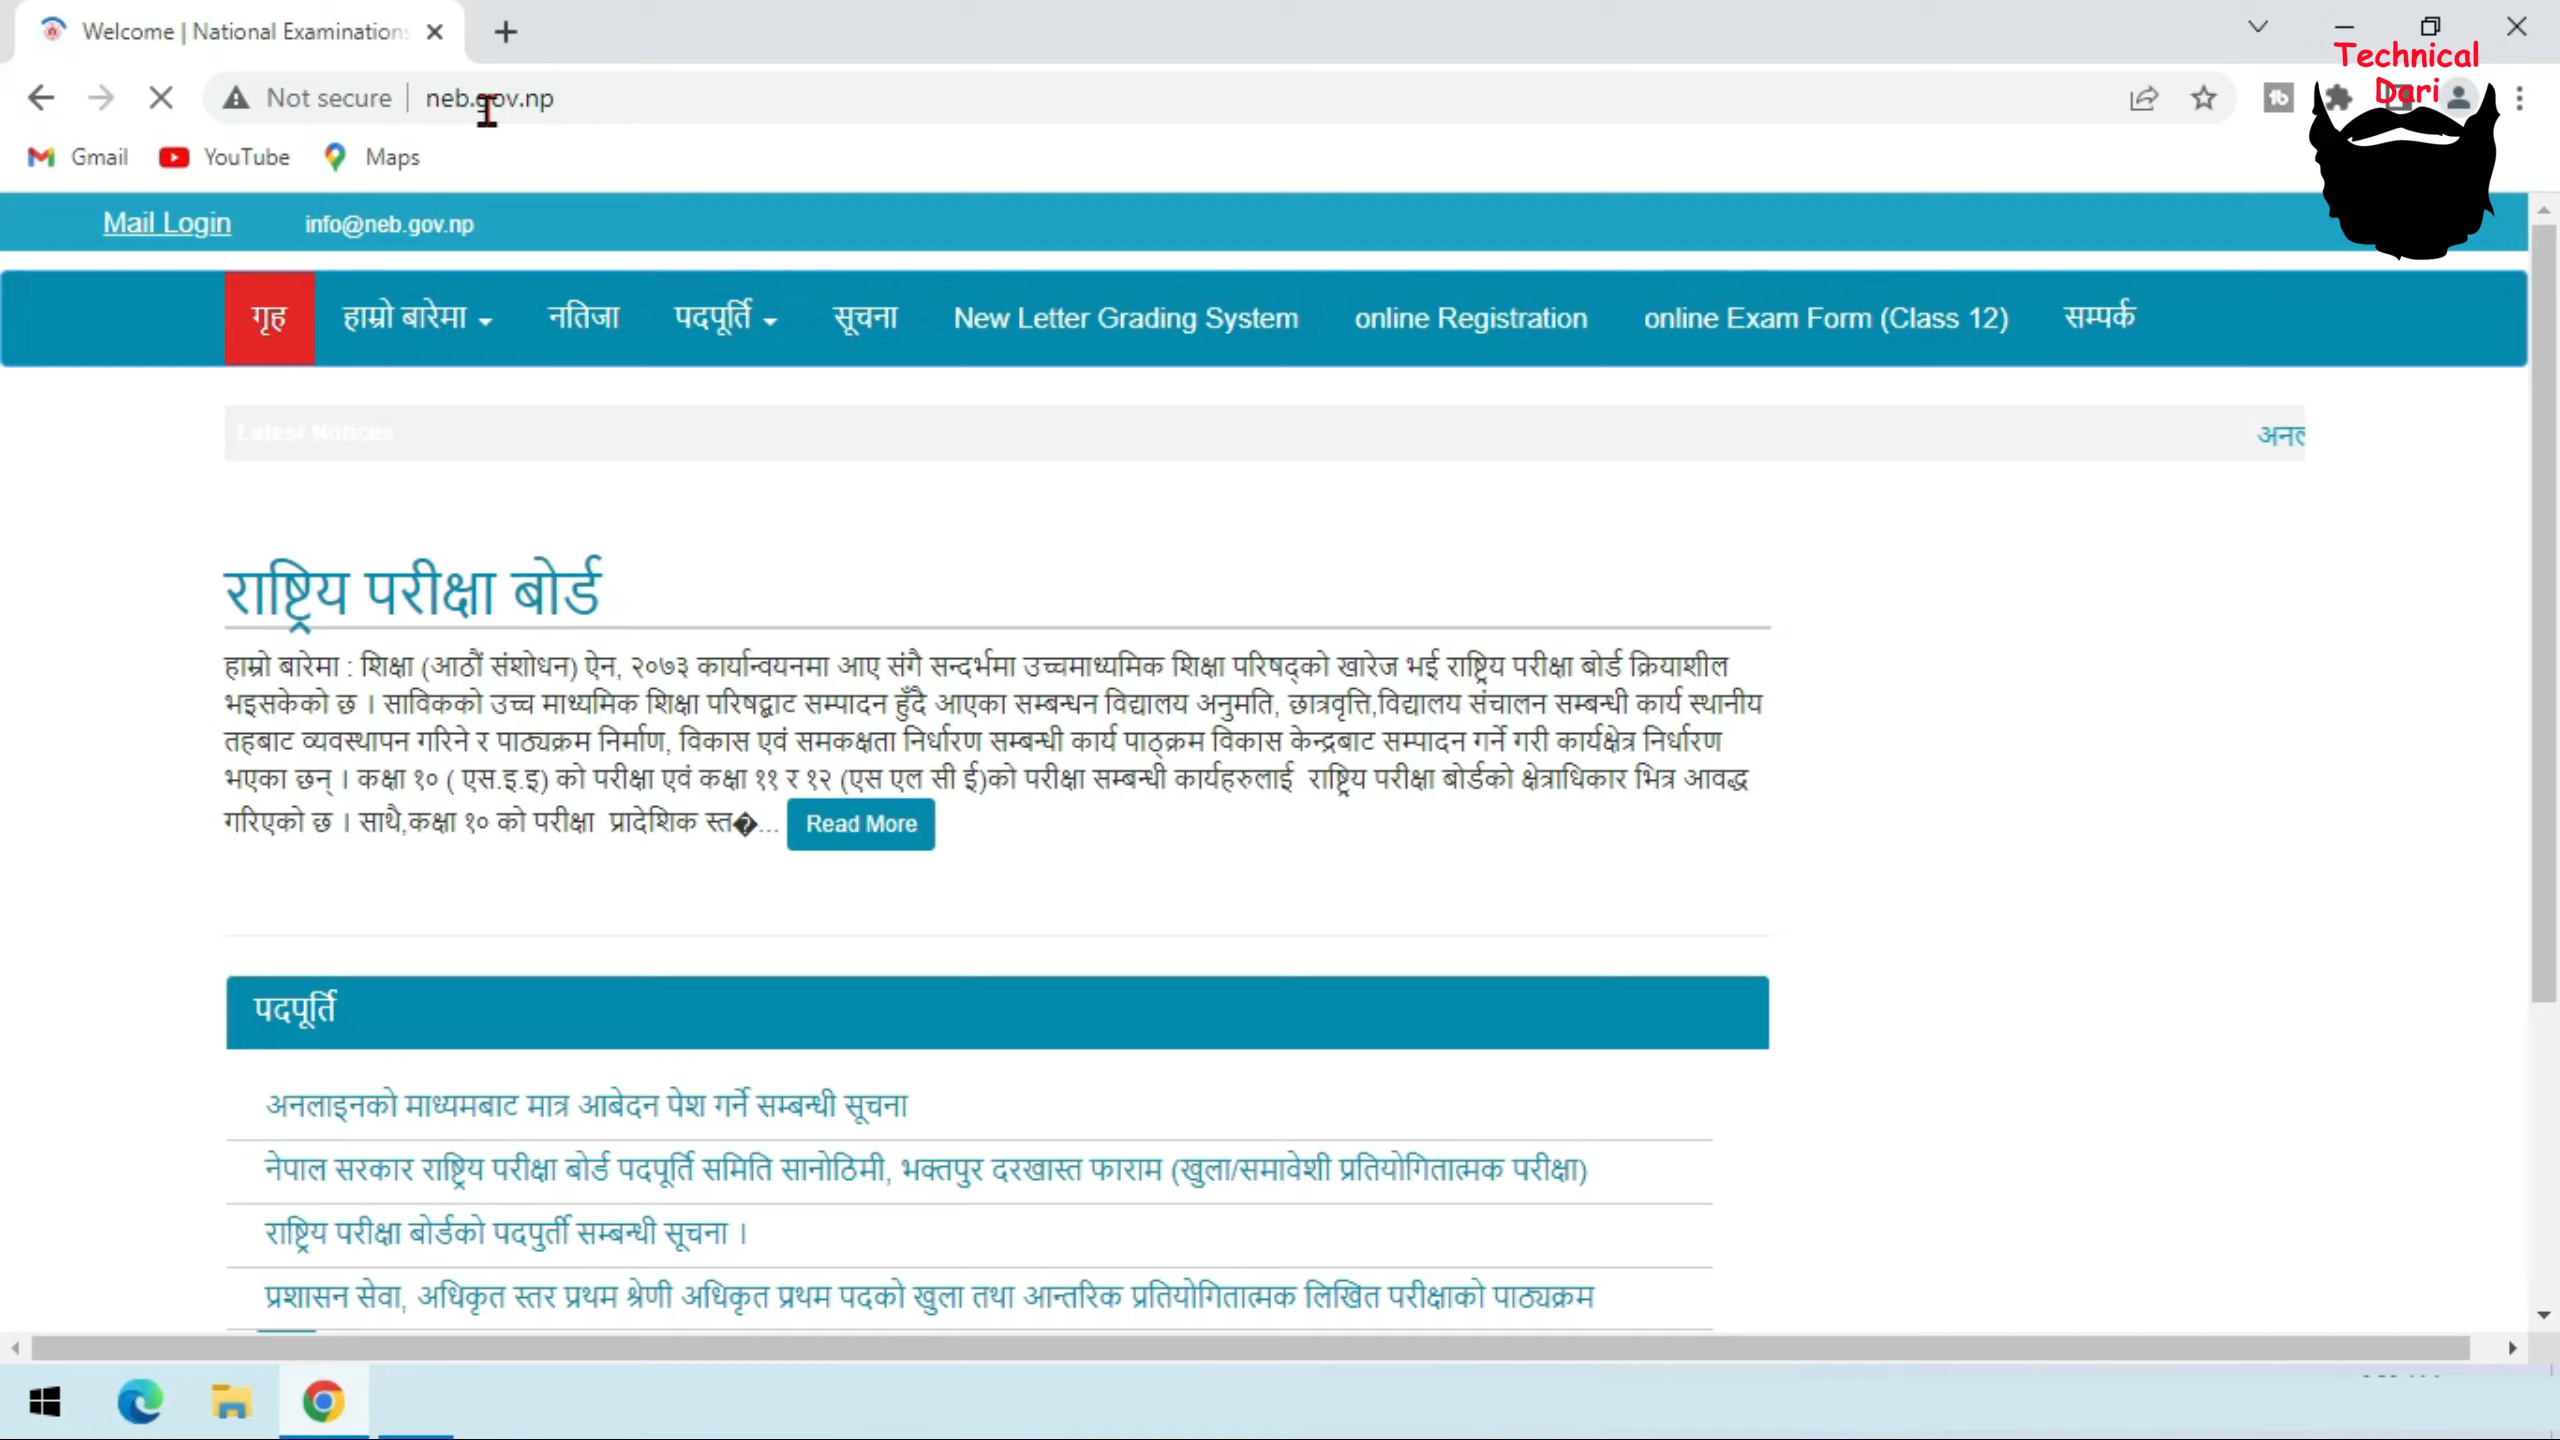 Welcome | National Examinations
Not secure
neb.gov.np
Technical
Dari
Gmail
YouTube
Maps
Mail Login
info@neb.gov.np
गृह
हाम्रो बारेमा
नतिजा
पदपूर्ति
सूचना
New Letter Grading System
online Registration
online Exam Form (Class 12)
सम्पर्क
Latest Notices
राष्ट्रिय परीक्षा बोर्ड
हाम्रो बारेमा : शिक्षा (आठौं संशोधन) ऐन, २०७३ कार्यान्वयनमा आए संगै सन्दर्भमा उच्चमाध्यमिक शिक्षा परिषद्को खारेज भई राष्ट्रिय परीक्षा बोर्ड क्रियाशील
भइसकेको छ । साविकको उच्च माध्यमिक शिक्षा परिषद्बाट सम्पादन हुँदै आएका सम्बन्धन विद्यालय अनुमति, छात्रवृत्ति,विद्यालय संचालन सम्बन्धी कार्य स्थानीय
तहबाट व्यवस्थापन गरिने र पाठ्यक्रम निर्माण, विकास एवं समकक्षता निर्धारण सम्बन्धी कार्य पाठ्क्रम विकास केन्द्रबाट सम्पादन गर्ने गरी कार्यक्षेत्र निर्धारण
भएका छन् । कक्षा १० ( एस.इ.इ) को परीक्षा एवं कक्षा ११ र १२ (एस एल सी ई)को परीक्षा सम्बन्धी कार्यहरुलाई राष्ट्रिय परीक्षा बोर्डको क्षेत्राधिकार भित्र आवद्ध
गरिएको छ । साथै,कक्षा १० को परीक्षा प्रादेशिक स्त�... Read More
पदपूर्ति
अनलाइनको माध्यमबाट मात्र आबेदन पेश गर्ने सम्बन्धी सूचना
नेपाल सरकार राष्ट्रिय परीक्षा बोर्ड पदपूर्ति समिति सानोठिमी, भक्तपुर दरखास्त फाराम (खुला/समावेशी प्रतियोगितात्मक परीक्षा)
राष्ट्रिय परीक्षा बोर्डको पदपुर्ती सम्बन्धी सूचना ।
प्रशासन सेवा, अधिकृत स्तर प्रथम श्रेणी अधिकृत प्रथम पदको खुला तथा आन्तरिक प्रतियोगितात्मक लिखित परीक्षाको पाठ्यक्रम